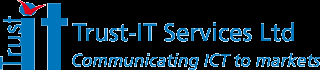 Trust it
Trust-IT Services Ltd
Communicating ICT to markets